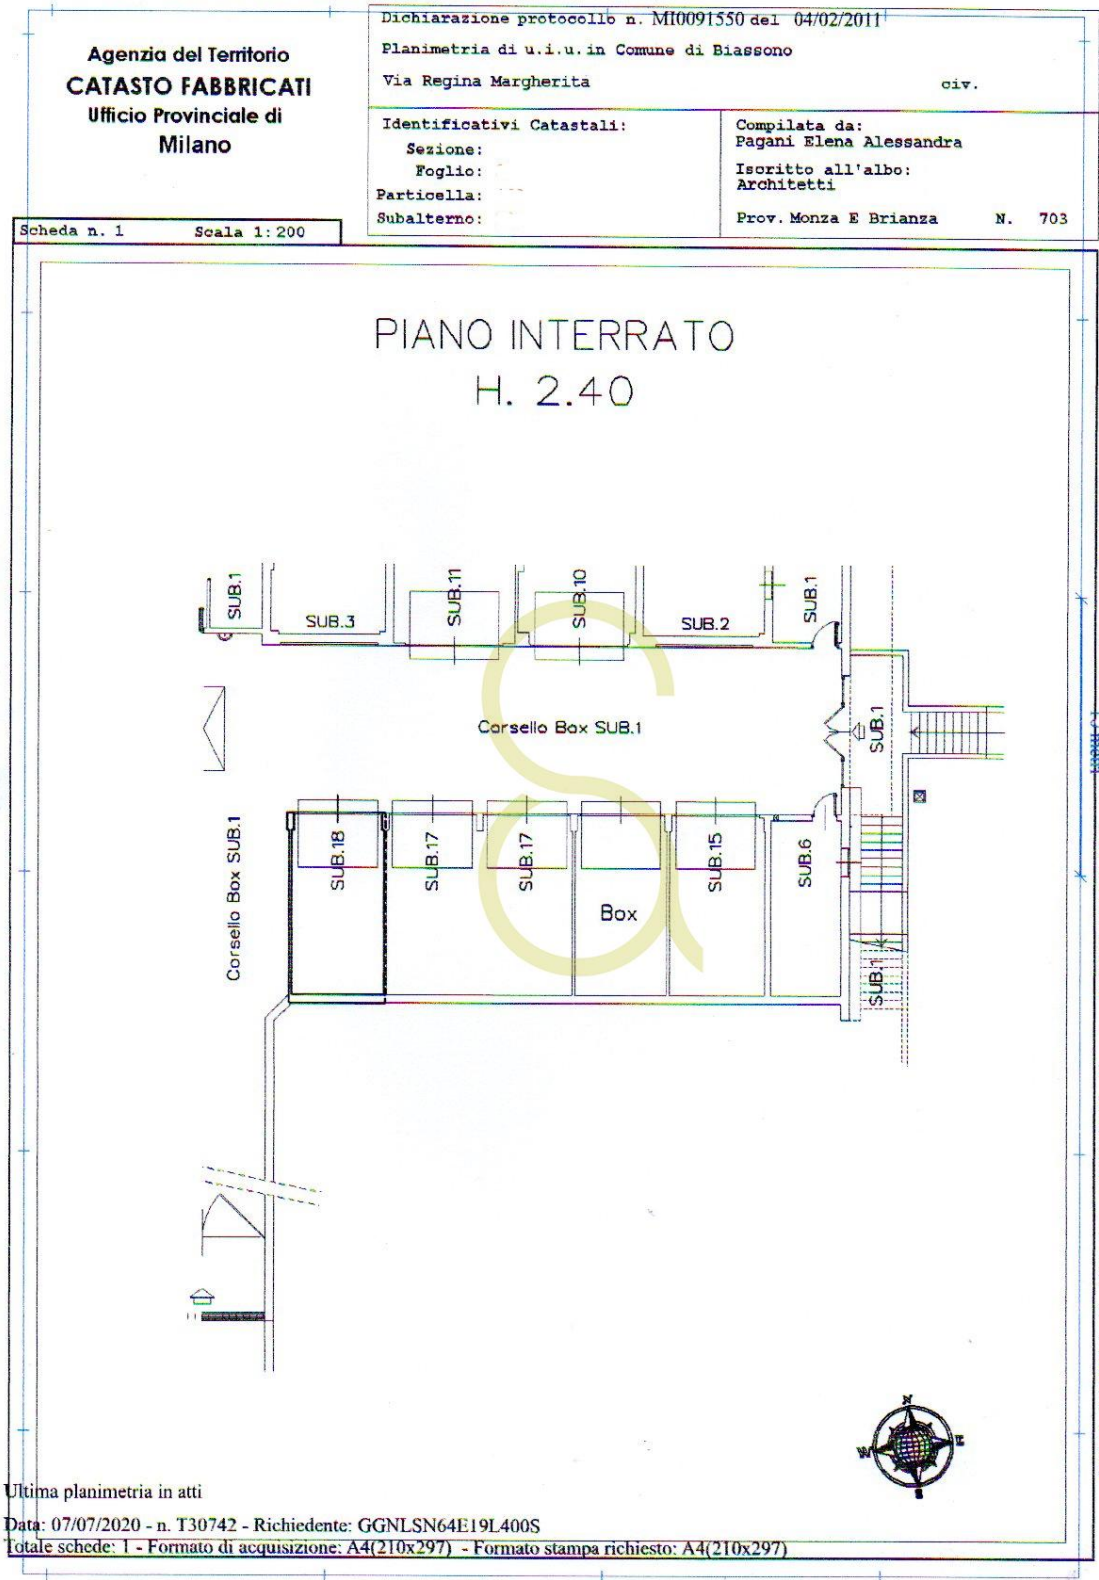 Dichiarazione protocollo n. MI0091550 del 04/02/2011
Planimetria di u.i.u. in Comune di Biassono
Via Regina Margherita civ.
Agenzia del Territorio
CATASTO FABBRICATI
Ufficio Provinciale di
Milano
Identificativi Catastali:
Sezione:
Foglio:
Particella:
Subalterno:
Compilata da:
Pagani Elena Alessandra
Iscritto all'albo:
Architetti
Prov. Monza E Brianza N. 703
Scheda n. 1 Scala 1:200
PIANO INTERRATO
H. 2.40
SUB.1
SUB.3
SUB.11
SUB.10
SUB.2
SUB.1
Corsello Box SUB.1
SUB.1
Corsello Box SUB.1
SUB.18
SUB.17
SUB.17
Box
SUB.15
SUB.6
SUB.1
N
W
E
S
Ultima planimetria in atti
Data: 07/07/2020 - n. T30742 - Richiedente: GGNLSN64E19L400S
Totale schede: 1 - Formato di acquisizione: A4(210x297) - Formato stampa richiesto: A4(210x297)